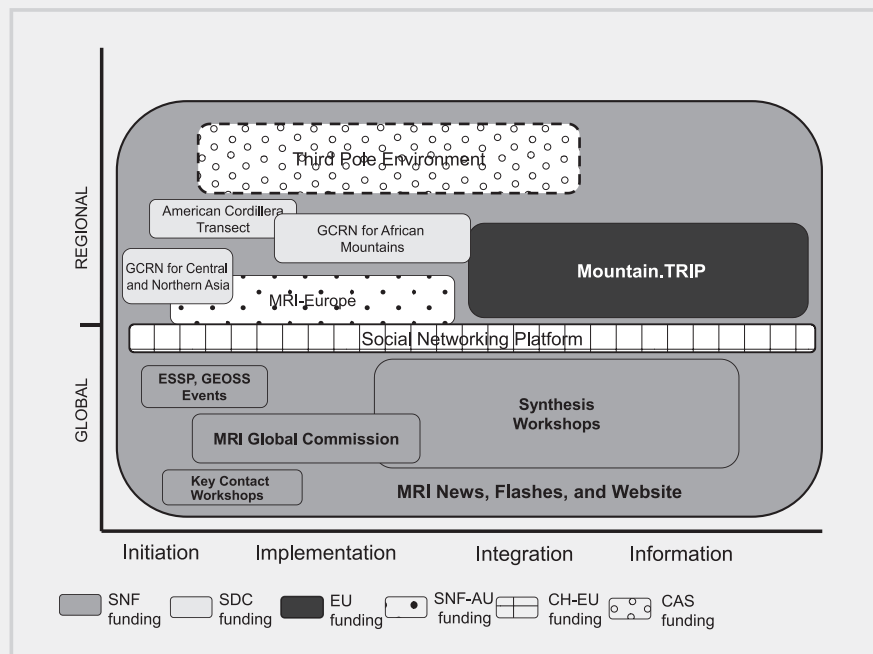 REGIONAL
Third Pole Environment
American Cordillera
Transect
GCRN for African
Mountains
GCRN for Central
and Northern Asia
MRI-Europe
Mountain.TRIP
Social Networking Platform
GLOBAL
ESSP, GEOSS
Events
Synthesis
Workshops
MRI Global Commission
Key Contact
Workshops
MRI News, Flashes, and Website
Initiation Implementation Integration Information
SNF
funding
SDC
funding
EU
funding
SNF-AU
funding
CH-EU
funding
CAS
funding